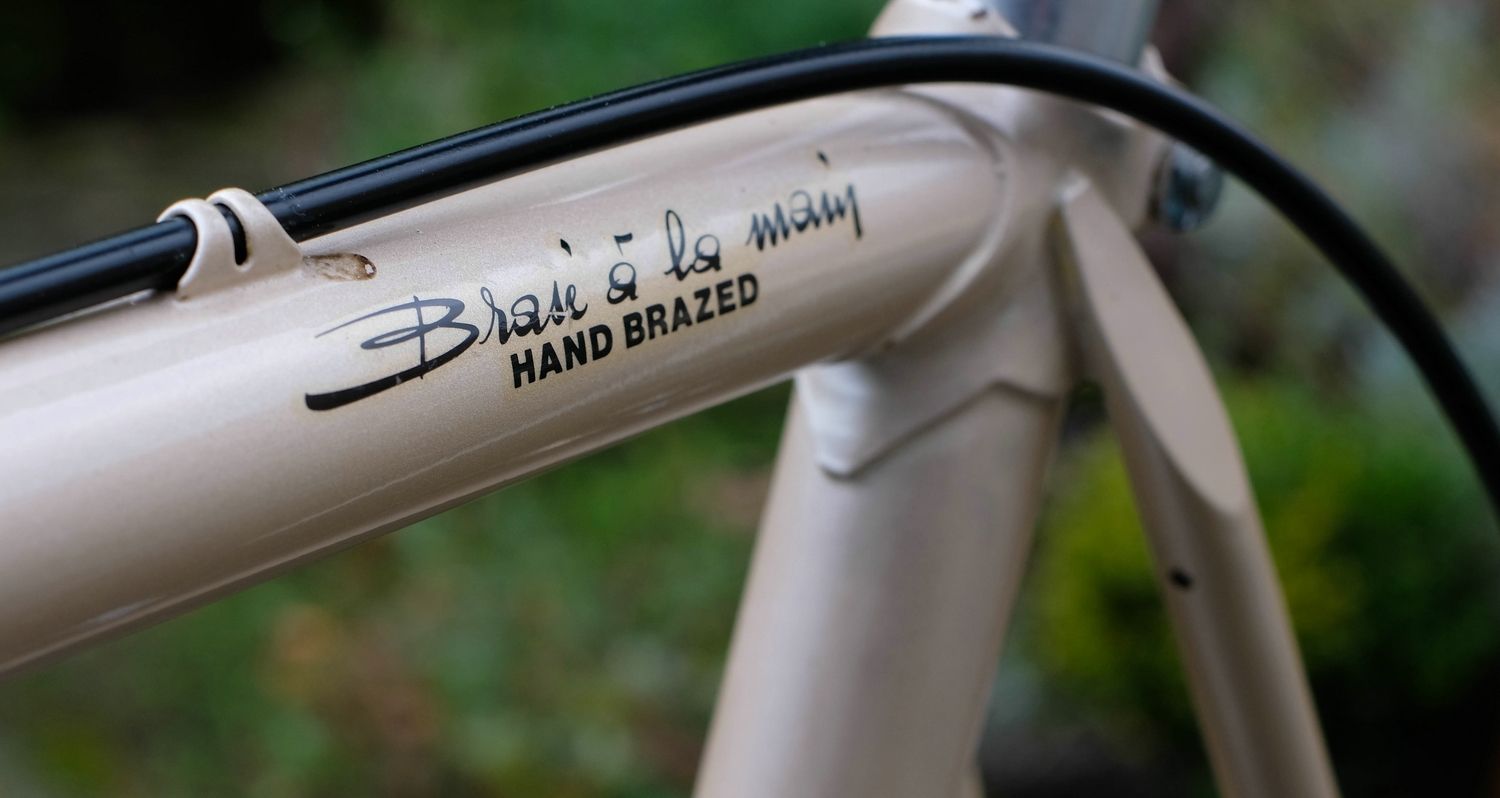 Brasé à la main
HAND BRAZED